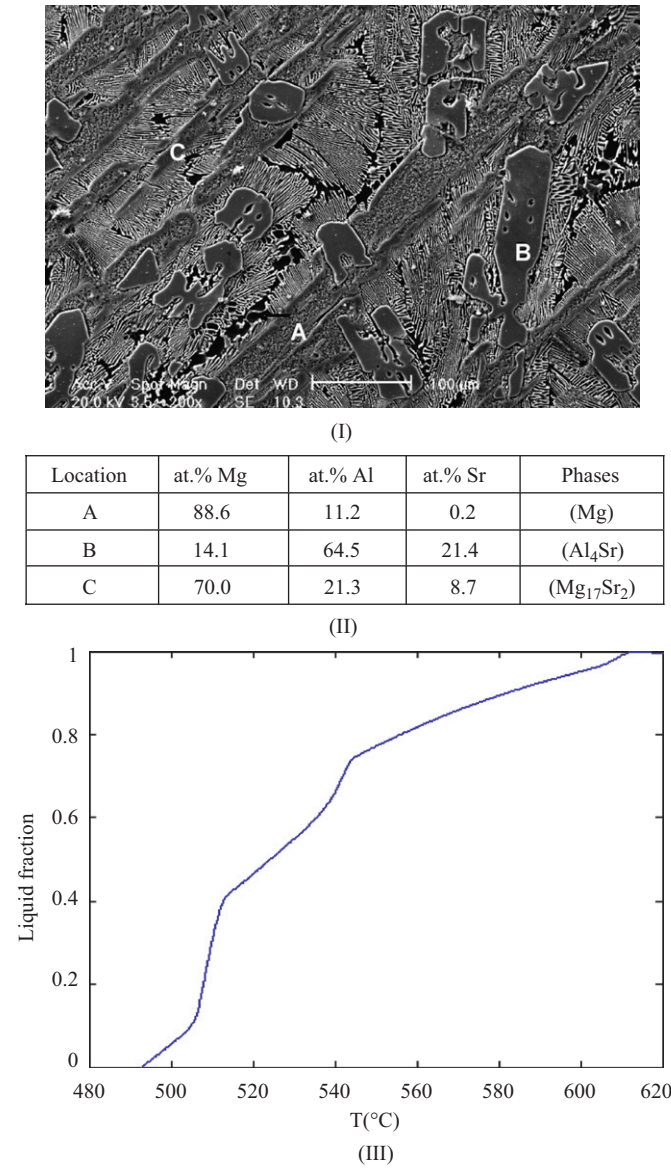 C
B
A
Acc.V Spot Magn Det WD 100 μm
20.0 kV 3.5 200x SE 10.3
(I)
Location at.% Mg at.% Al at.% Sr Phases
A 88.6 11.2 0.2 (Mg)
B 14.1 64.5 21.4 (Al₄Sr)
C 70.0 21.3 8.7 (Mg₁₇Sr₂)
(II)
1
0.8
0.6
0.4
0.2
0
Liquid fraction
480 500 520 540 560 580 600 620
T(°C)
(III)